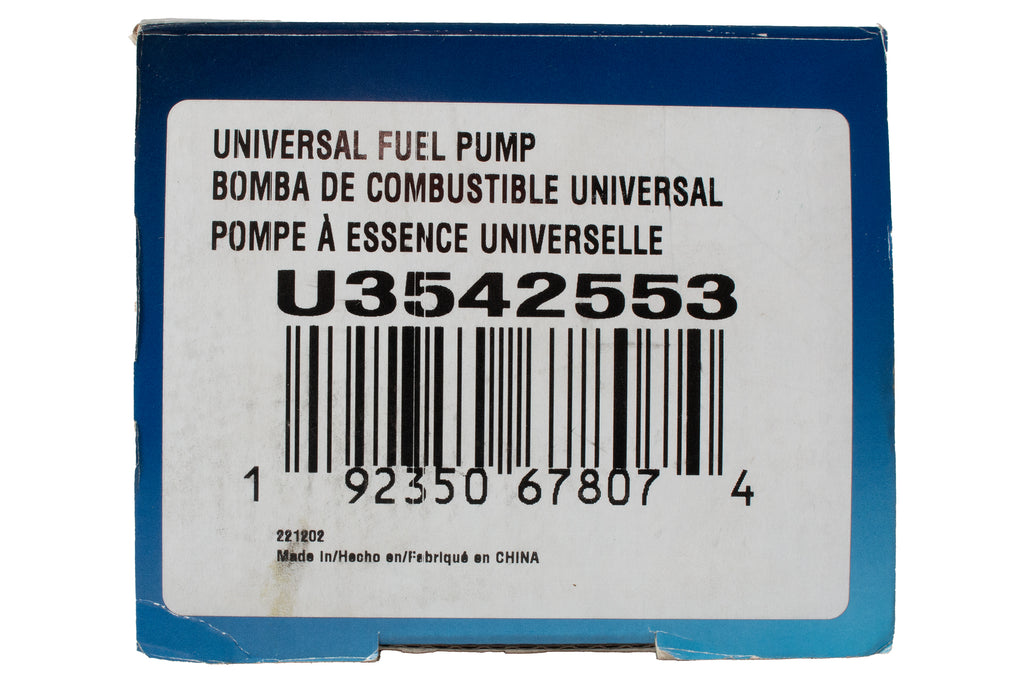 UNIVERSAL FUEL PUMP
BOMBA DE COMBUSTIBLE UNIVERSAL
POMPE À ESSENCE UNIVERSELLE
U3542553
1 92350 67807 4
221202
Made in/Hecho en/Fabriqué en CHINA